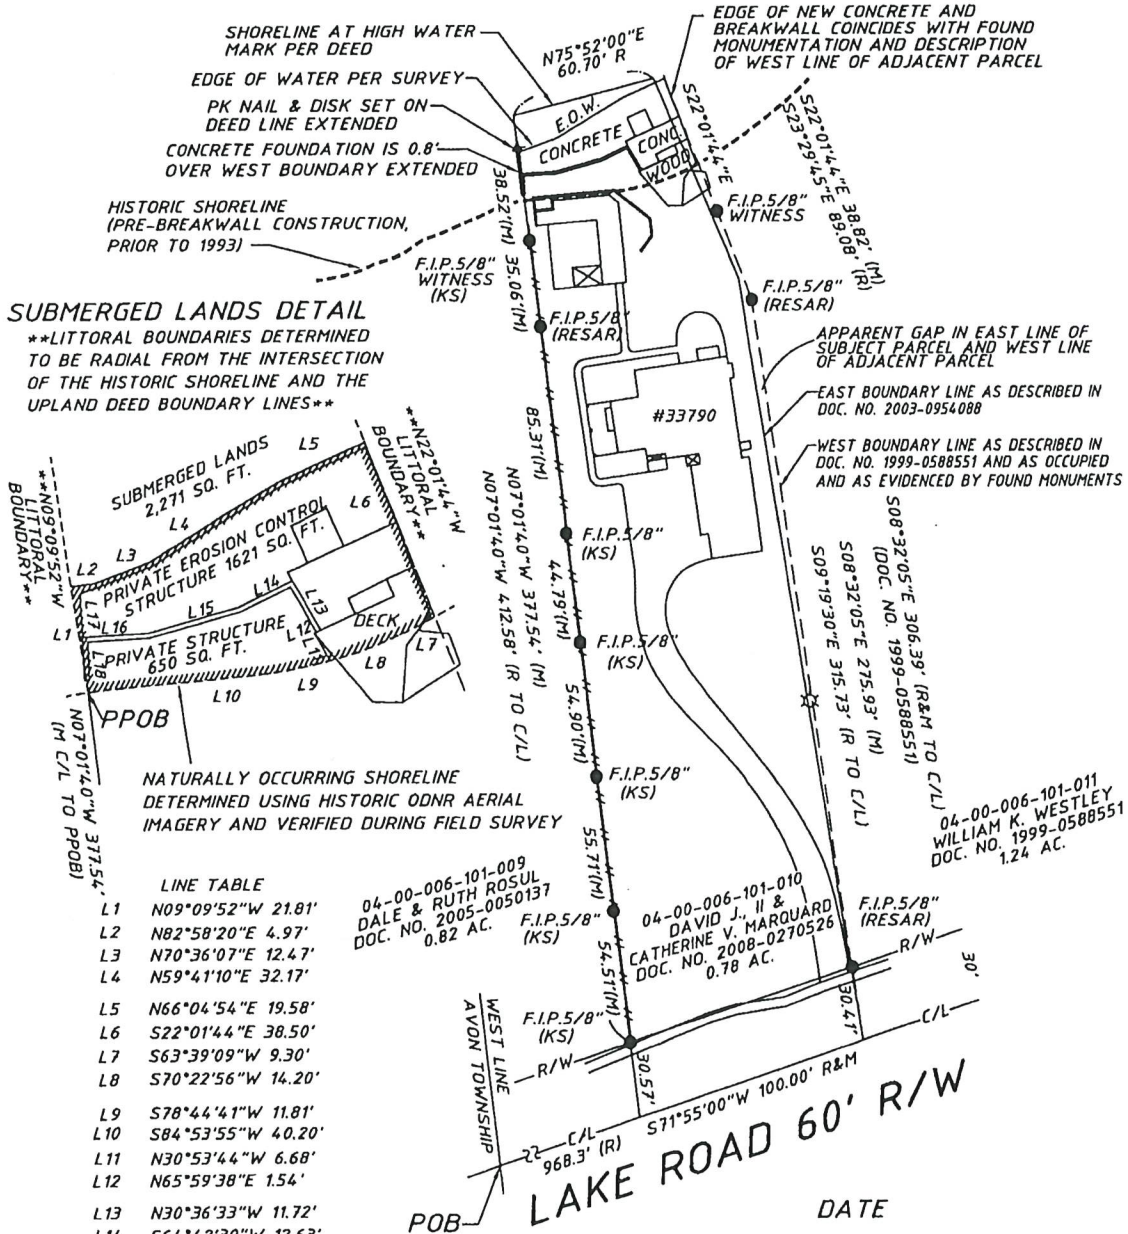 SHORELINE AT HIGH WATER
MARK PER DEED
N75°52'00"E
60.70' R
EDGE OF NEW CONCRETE AND
BREAKWALL COINCIDES WITH FOUND
MONUMENTATION AND DESCRIPTION
OF WEST LINE OF ADJACENT PARCEL
EDGE OF WATER PER SURVEY
PK NAIL & DISK SET ON
DEED LINE EXTENDED
CONCRETE FOUNDATION IS 0.8'
OVER WEST BOUNDARY EXTENDED
E.O.W.
CONCRETE
CONC.
WOOD
S22°01'44"E
S22°01'44"E 38.82' (M)
S23°29'45"E 89.08' (R)
HISTORIC SHORELINE
(PRE-BREAKWALL CONSTRUCTION,
PRIOR TO 1993)
38.52'(M)
F.I.P.5/8"
WITNESS
(KS)
35.06'(M)
F.I.P.5/8"
WITNESS
F.I.P.5/8"
(RESAR)
F.I.P.5/8"
(RESAR)
SUBMERGED LANDS DETAIL
**LITTORAL BOUNDARIES DETERMINED
TO BE RADIAL FROM THE INTERSECTION
OF THE HISTORIC SHORELINE AND THE
UPLAND DEED BOUNDARY LINES**
APPARENT GAP IN EAST LINE OF
SUBJECT PARCEL AND WEST LINE
OF ADJACENT PARCEL
EAST BOUNDARY LINE AS DESCRIBED IN
DOC. NO. 2003-0954088
WEST BOUNDARY LINE AS DESCRIBED IN
DOC. NO. 1999-0588551 AND AS OCCUPIED
AND AS EVIDENCED BY FOUND MONUMENTS
#33790
85.31'(M)
**N09°09'52"W
LITTORAL
BOUNDARY**
SUBMERGED LANDS
2,271 SQ. FT.
L5
**N22°01'44"W
LITTORAL
BOUNDARY**
L4
L6
L3
L2
PRIVATE EROSION CONTROL
STRUCTURE 1621 SQ. FT.
L17
L16
L15
L14
L13
L1
PRIVATE STRUCTURE
650 SQ. FT.
L12
L11
DECK
L18
L10
L9
L8
L7
PPOB
N07°01'40"W 377.54'
(M C/L TO PPOB)
N07°01'40"W 377.54' (M)
N07°01'40"W 412.58' (R TO C/L)
F.I.P.5/8"
(KS)
44.79'(M)
F.I.P.5/8"
(KS)
54.90'(M)
F.I.P.5/8"
(KS)
55.71'(M)
F.I.P.5/8"
(KS)
54.51'(M)
F.I.P.5/8"
(KS)
S08°32'05"E 306.39' (R&M TO C/L)
(DOC. NO. 1999-0588551)
S08°32'05"E 275.93' (M)
S09°19'30"E 315.73' (R TO C/L)
NATURALLY OCCURRING SHORELINE
DETERMINED USING HISTORIC ODNR AERIAL
IMAGERY AND VERIFIED DURING FIELD SURVEY
04-00-006-101-011
WILLIAM K. WESTLEY
DOC. NO. 1999-0588551
1.24 AC.
04-00-006-101-009
DALE & RUTH ROSUL
DOC. NO. 2005-0050137
0.82 AC.
04-00-006-101-010
DAVID J., II &
CATHERINE V. MARQUARD
DOC. NO. 2008-0270526
0.78 AC.
F.I.P.5/8"
(RESAR)
LINE TABLE
L1 N09°09'52"W 21.81'
L2 N82°58'20"E 4.97'
L3 N70°36'07"E 12.47'
L4 N59°41'10"E 32.17'
L5 N66°04'54"E 19.58'
L6 S22°01'44"E 38.50'
L7 S63°39'09"W 9.30'
L8 S70°22'56"W 14.20'
L9 S78°44'41"W 11.81'
L10 S84°53'55"W 40.20'
L11 N30°53'44"W 6.68'
L12 N65°59'38"E 1.54'
L13 N30°36'33"W 11.72'
WEST LINE
AVON TOWNSHIP
R/W
R/W
30'
30.41'
30.57'
C/L
C/L
968.3' (R)
S71°55'00"W 100.00' R&M
LAKE ROAD 60' R/W
POB
DATE